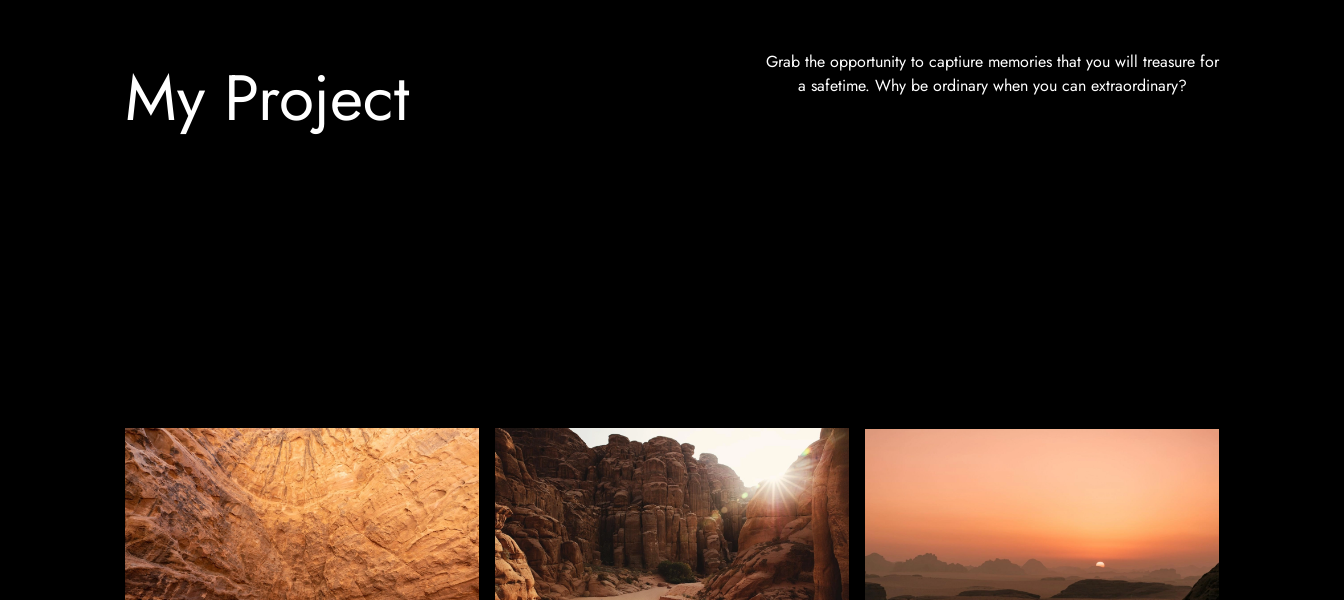 My Project
Grab the opportunity to captiure memories that you will treasure for
a safetime. Why be ordinary when you can extraordinary?